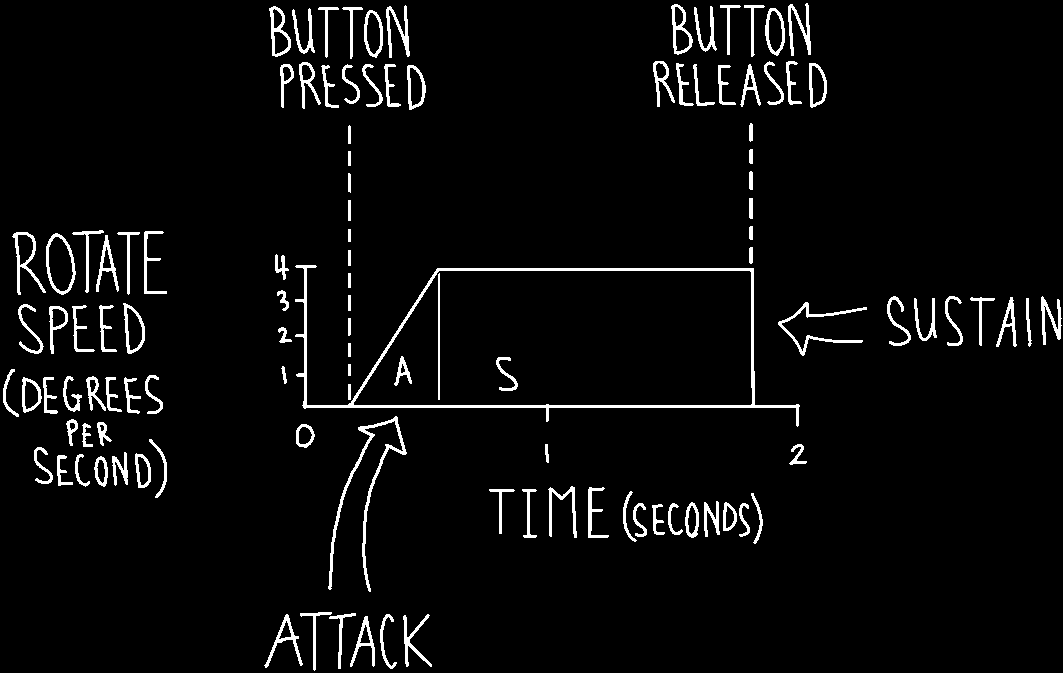 BUTTON
PRESSED
BUTTON
RELEASED
ROTATE
SPEED
(DEGREES
PER
SECOND)
4
3
2
1
A
S
SUSTAIN
0
1
2
TIME (SECONDS)
ATTACK